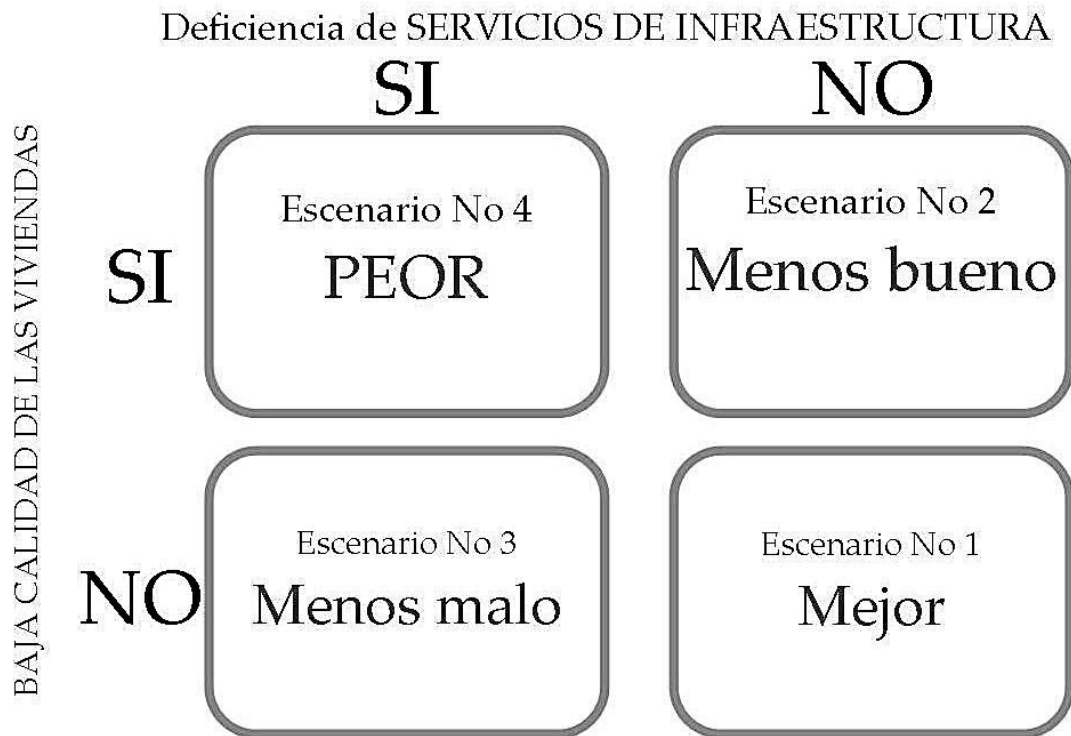 Deficiencia de SERVICIOS DE INFRAESTRUCTURA
SI
NO
BAJA CALIDAD DE LAS VIVIENDAS
SI
Escenario No 4
PEOR
Escenario No 2
Menos bueno
NO
Escenario No 3
Menos malo
Escenario No 1
Mejor